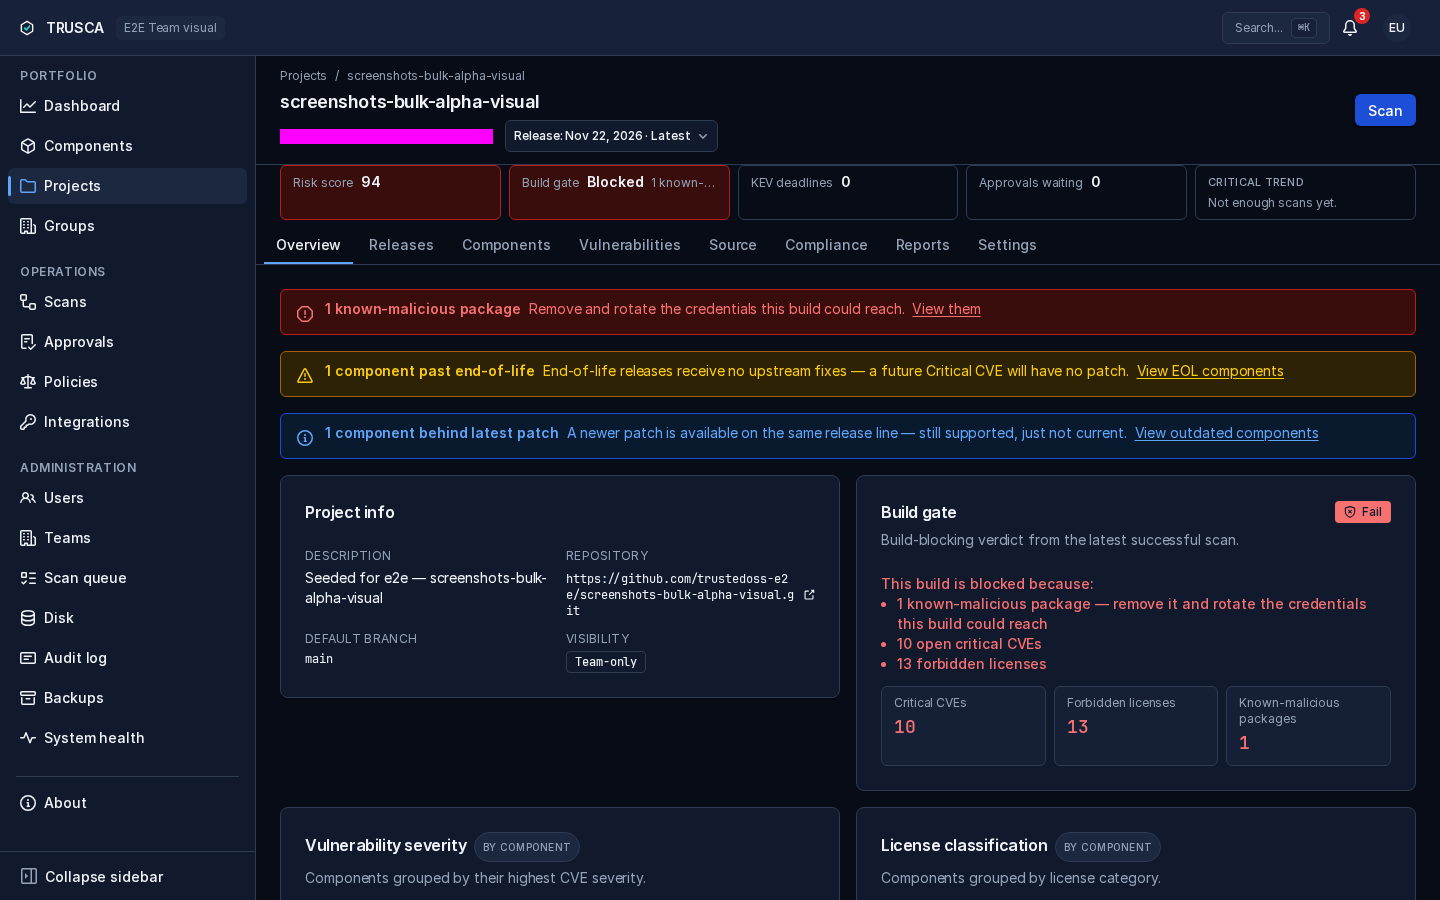 TRUSCA
E2E Team visual
Search...
⌘K
3
EU
PORTFOLIO
Dashboard
Components
Projects
Groups
OPERATIONS
Scans
Approvals
Policies
Integrations
ADMINISTRATION
Users
Teams
Scan queue
Disk
Audit log
Backups
System health
About
Collapse sidebar
Projects / screenshots-bulk-alpha-visual
screenshots-bulk-alpha-visual
Release: Nov 22, 2026 · Latest
Scan
Risk score 94
Build gate Blocked 1 known-…
KEV deadlines 0
Approvals waiting 0
CRITICAL TREND
Not enough scans yet.
Overview
Releases
Components
Vulnerabilities
Source
Compliance
Reports
Settings
1 known-malicious package Remove and rotate the credentials this build could reach. View them
1 component past end-of-life End-of-life releases receive no upstream fixes — a future Critical CVE will have no patch. View EOL components
1 component behind latest patch A newer patch is available on the same release line — still supported, just not current. View outdated components
Project info
DESCRIPTION
Seeded for e2e — screenshots-bulk-
alpha-visual
REPOSITORY
https://github.com/trustedoss-e2
e/screenshots-bulk-alpha-visual.g
it
DEFAULT BRANCH
main
VISIBILITY
Team-only
Build gate
Fail
Build-blocking verdict from the latest successful scan.
This build is blocked because:
• 1 known-malicious package — remove it and rotate the credentials
this build could reach
• 10 open critical CVEs
• 13 forbidden licenses
Critical CVEs
10
Forbidden licenses
13
Known-malicious
packages
1
Vulnerability severity
BY COMPONENT
Components grouped by their highest CVE severity.
License classification
BY COMPONENT
Components grouped by license category.